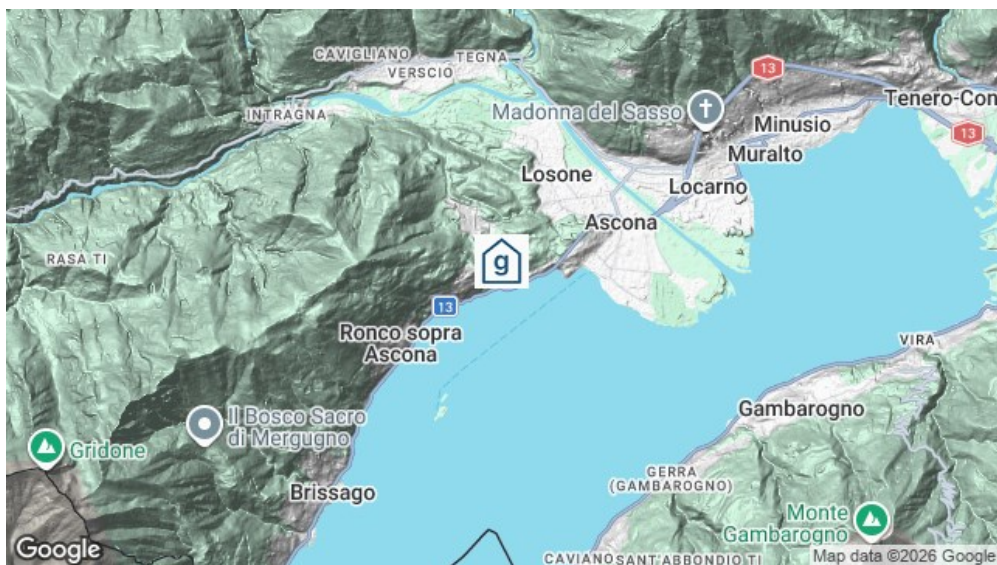 CAVIGLIANO
TEGNA
VERSCIO
13
INTRAGNA
Madonna del Sasso
Tenero-Con
Minusio
13
Muralto
Losone
Locarno
Ascona
RASA TI
g
13
Ronco sopra
Ascona
VIRA
Il Bosco Sacro
di Mergugno
Gambarogno
Gridone
GERRA
(GAMBAROGNO)
Brissago
Monte
Gambarogno
Google
CAVIANO
SANT'ABBONDIO TI
Map data ©2026 Google